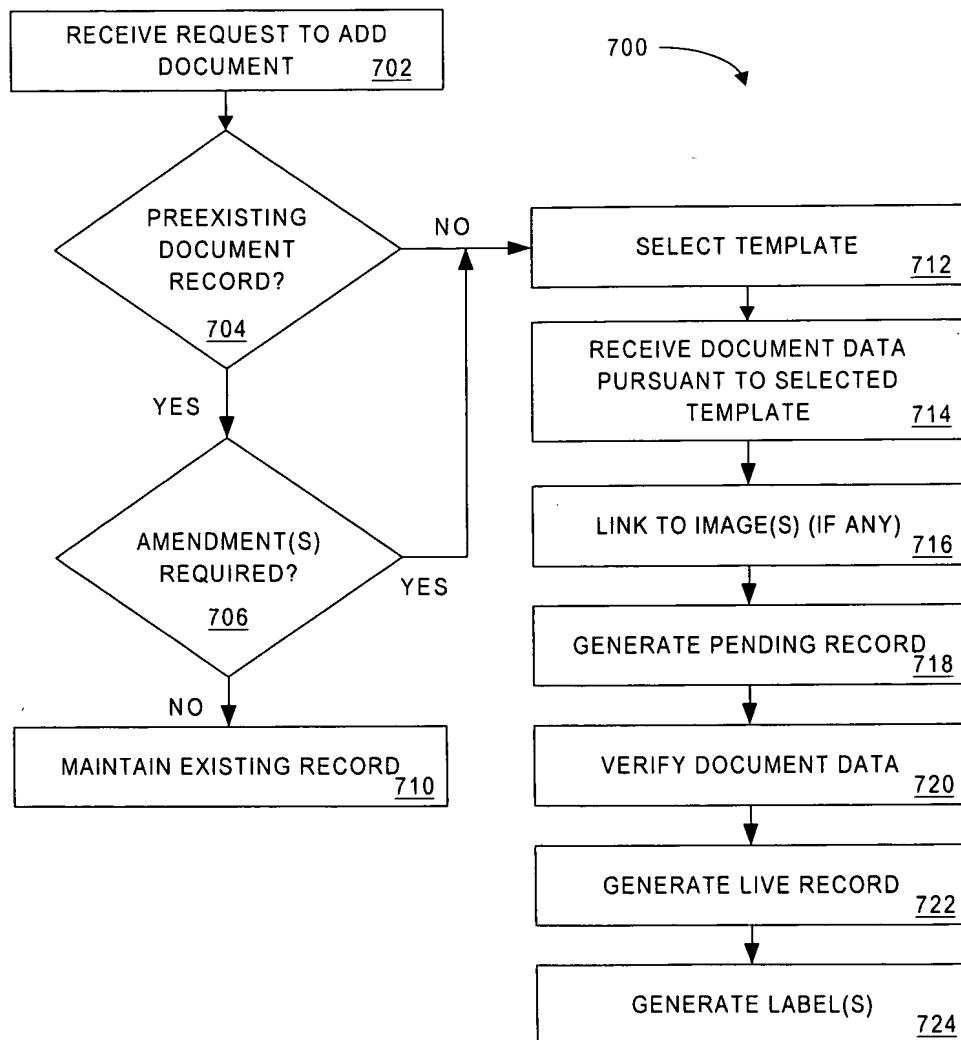 RECEIVE REQUEST TO ADD
DOCUMENT 702
700
PREEXISTING
DOCUMENT
RECORD?
704
NO
YES
AMENDMENT(S)
REQUIRED?
706
YES
NO
MAINTAIN EXISTING RECORD 710
SELECT TEMPLATE 712
RECEIVE DOCUMENT DATA
PURSUANT TO SELECTED
TEMPLATE 714
LINK TO IMAGE(S) (IF ANY) 716
GENERATE PENDING RECORD 718
VERIFY DOCUMENT DATA 720
GENERATE LIVE RECORD 722
GENERATE LABEL(S) 724